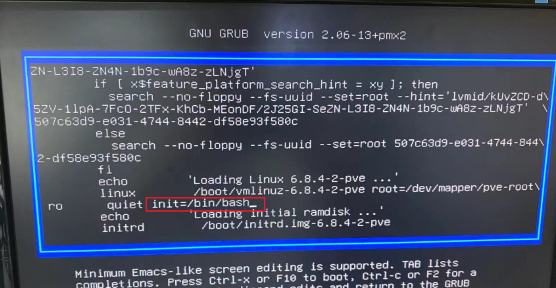 GNU GRUB  version 2.06-13+pmx2
ZN-L3I8-ZN4N-1b9c-wA8z-zLNjgT'
if [ x$feature_platform_search_hint = xy ]; then
search --no-floppy --fs-uuid --set=root --hint='lvmid/kUvZCD-d\
5ZV-1lpA-7FcO-2TFx-KhCb-MEonDF/2J25GI-SeZN-L3I8-ZN4N-1b9c-wA8z-zLNjgT' \
507c63d9-e031-4744-8442-df58e93f580c
else
search --no-floppy --fs-uuid --set=root 507c63d9-e031-4744-844\
2-df58e93f580c
fi
echo 'Loading Linux 6.8.4-2-pve ...'
linux /boot/vmlinuz-6.8.4-2-pve root=/dev/mapper/pve-root\
ro quiet init=/bin/bash_
echo 'Loading initial ramdisk ...'
initrd /boot/initrd.img-6.8.4-2-pve
Minimum Emacs-like screen editing is supported. TAB lists
completions. Press Ctrl-x or F10 to boot, Ctrl-c or F2 for a
edits and return to the GRUB